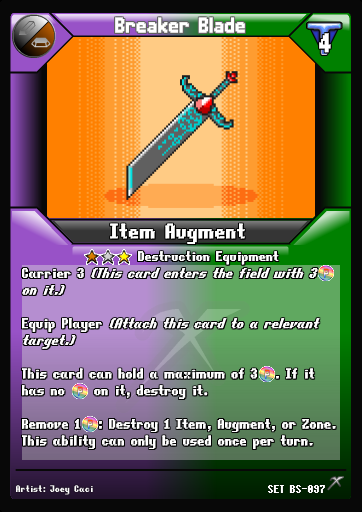 Breaker Blade
4
Item Augment
Destruction Equipment
Carrier 3 (This card enters the field with 3
on it.)
Equip Player (Attach this card to a relevant
target.)
This card can hold a maximum of 3. If it
has no on it, destroy it.
Remove 1: Destroy 1 Item, Augment, or Zone.
This ability can only be used once per turn.
Artist: Joey Caci
SET BS-097